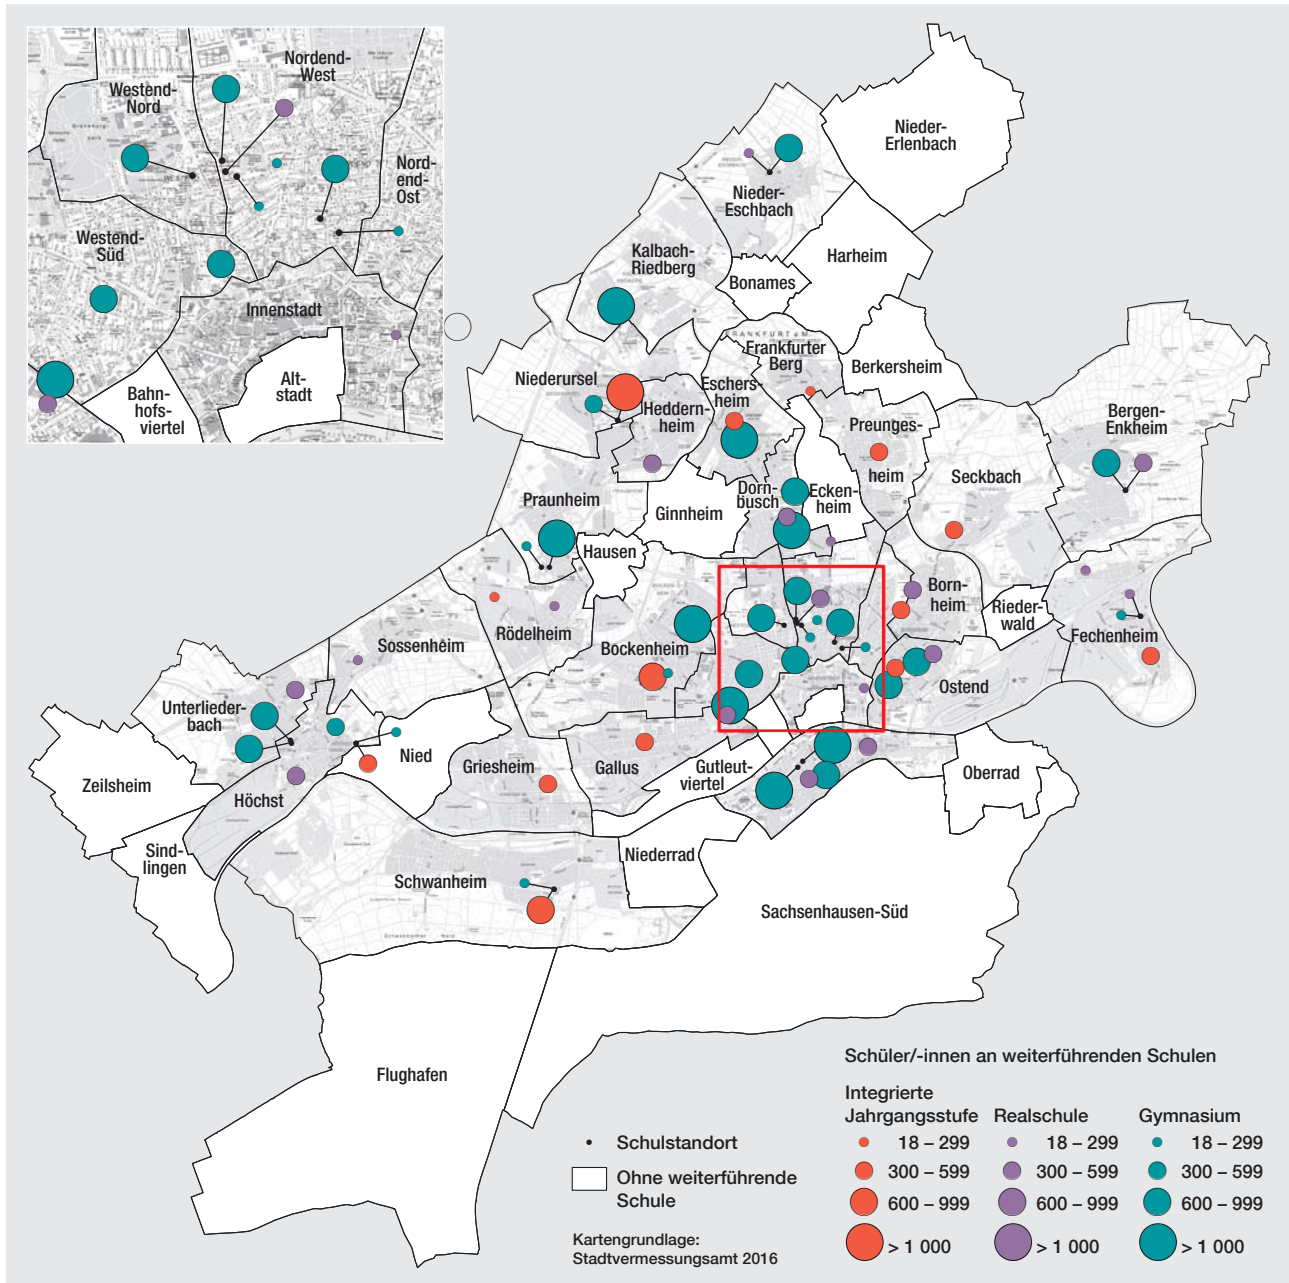 Nordend-
West
Westend-
Nord
Nord-
end-
Ost
Westend-
Süd
Innenstadt
Alt-
stadt
Bahn-
hofs-
viertel
Nieder-
Erlenbach
Nieder-
Eschbach
Kalbach-
Riedberg
Harheim
Bonames
FRANKFURT a.M.
Frankfurter
Berg
Berkersheim
Niederursel
Eschers-
heim
Heddern-
heim
Preunges-
heim
Bergen-
Enkheim
Seckbach
Praunheim
Dorn-
busch
Ecken-
heim
Ginnheim
Hausen
Born-
heim
Rieder-
wald
Fechenheim
Rödelheim
Sossenheim
Bockenheim
Ostend
Unterlieder-
bach
Nied
Griesheim
Gallus
Gutleut-
viertel
Oberrad
Zeilsheim
Höchst
Sind-
lingen
Schwanheim
Niederrad
Sachsenhausen-Süd
Flughafen
Schüler/-innen an weiterführenden Schulen
Integrierte
Jahrgangsstufe Realschule Gymnasium
18 – 299 18 – 299 18 – 299
300 – 599 300 – 599 300 – 599
600 – 999 600 – 999 600 – 999
> 1 000 > 1 000 > 1 000
Schulstandort
Ohne weiterführende
Schule
Kartengrundlage:
Stadtvermessungsamt 2016